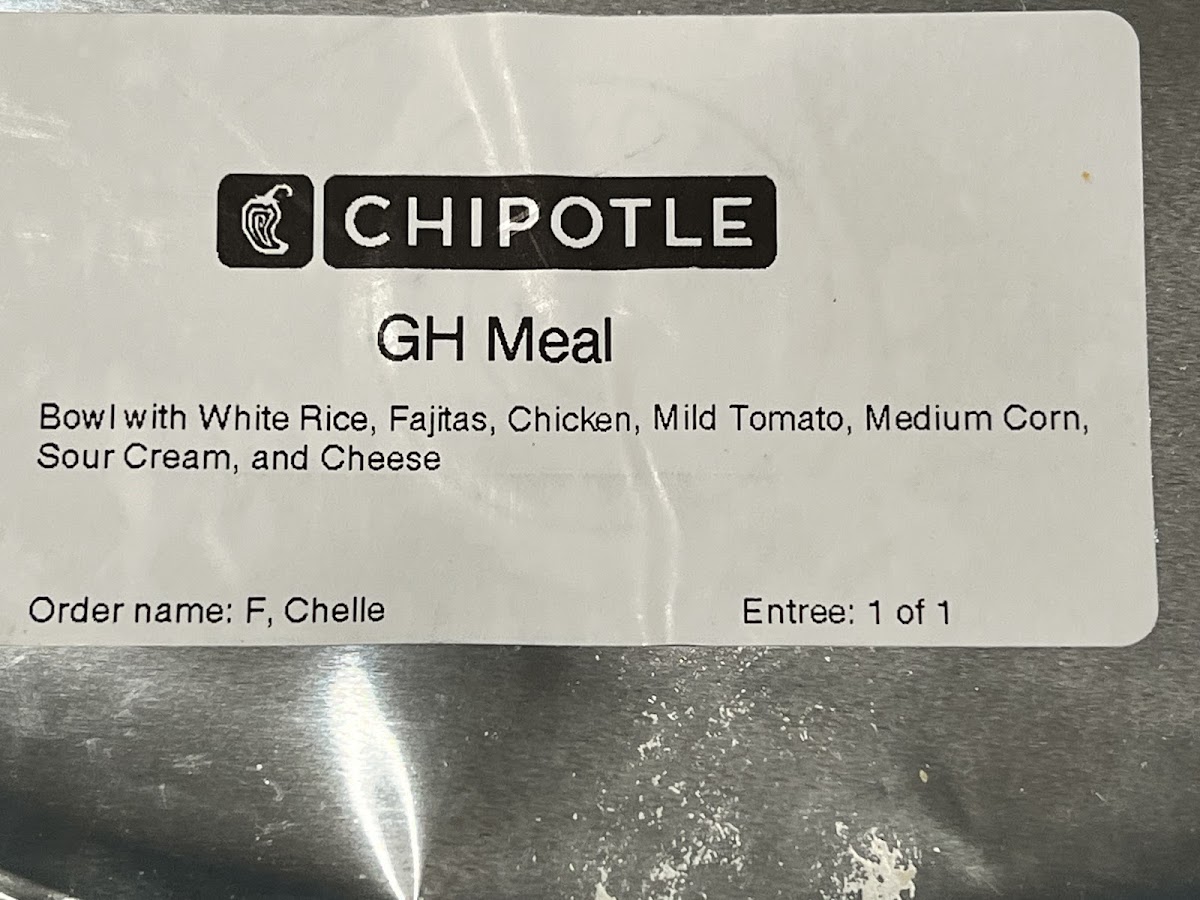 CHIPOTLE
GH Meal
Bowl with White Rice, Fajitas, Chicken, Mild Tomato, Medium Corn,
Sour Cream, and Cheese
Order name: F, Chelle
Entree: 1 of 1